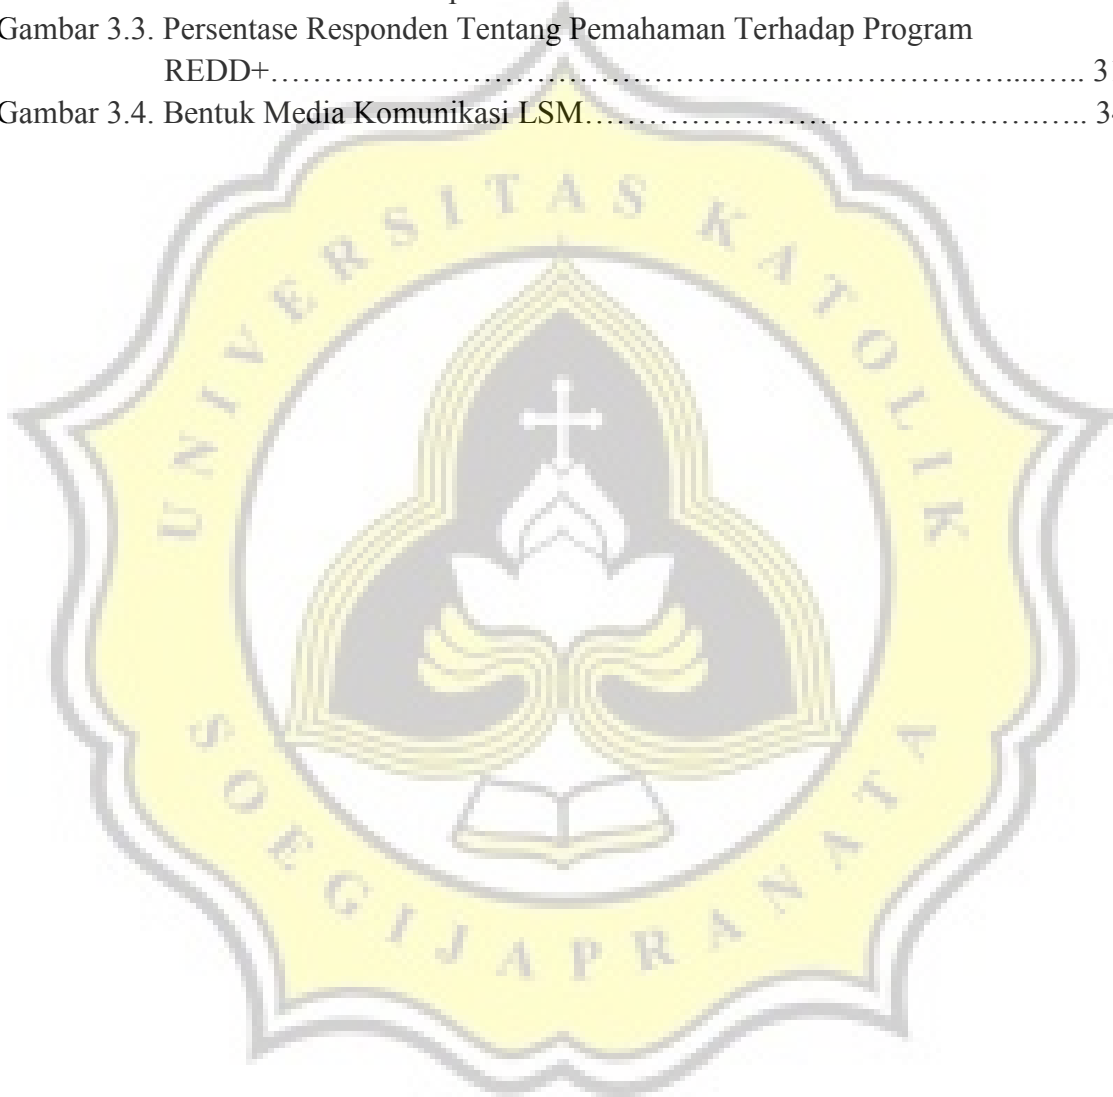 Gambar 3.3. Persentase Responden Tentang Pemahaman Terhadap Program
REDD+……………………………………………………………....….. 3
Gambar 3.4. Bentuk Media Komunikasi LSM…………………………………….….. 3
UNIVERSITAS KATOLIK
SOEGIJAPRANATA